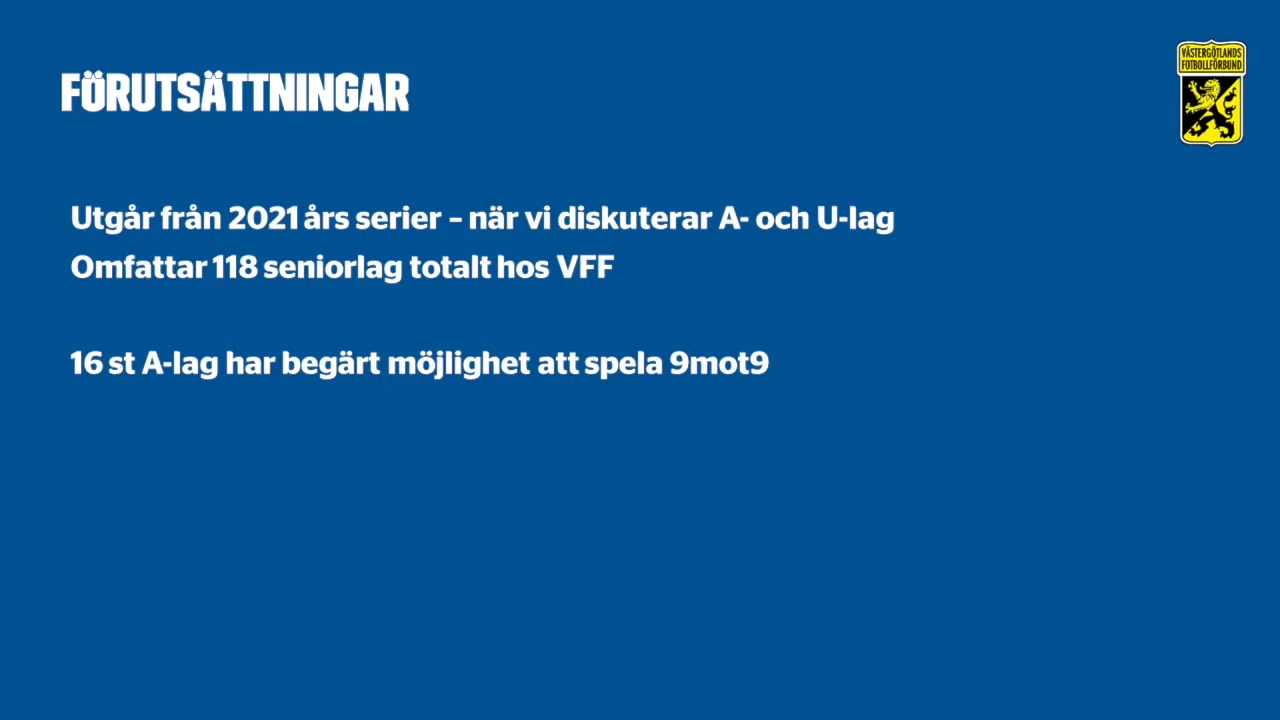 FÖRUTSÄTTNINGAR
VÄSTERGÖTLANDS
FOTBOLLFÖRBUND
Utgår från 2021 års serier – när vi diskuterar A- och U-lag
Omfattar 118 seniorlag totalt hos VFF
16 st A-lag har begärt möjlighet att spela 9mot9